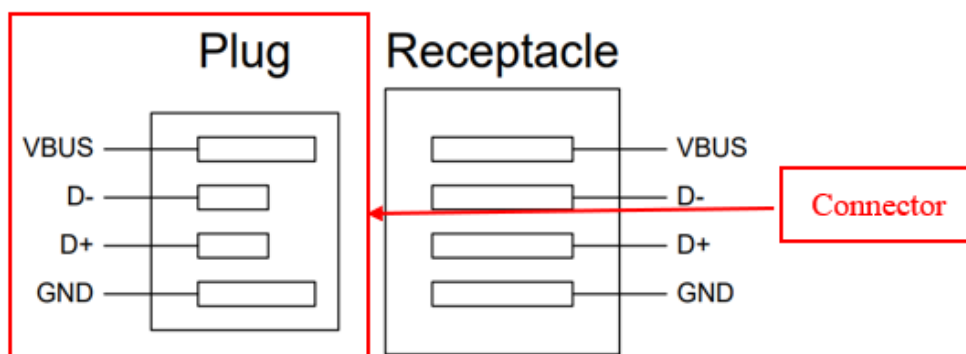 Plug
Receptacle
VBUS
D-
D+
GND
VBUS
D-
D+
GND
Connector